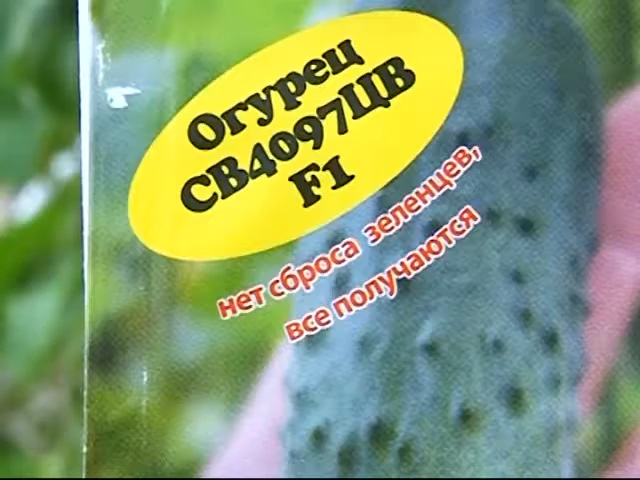 Огурец
СВ4097ЦВ
F1
нет сброса зеленцев,
все получаются